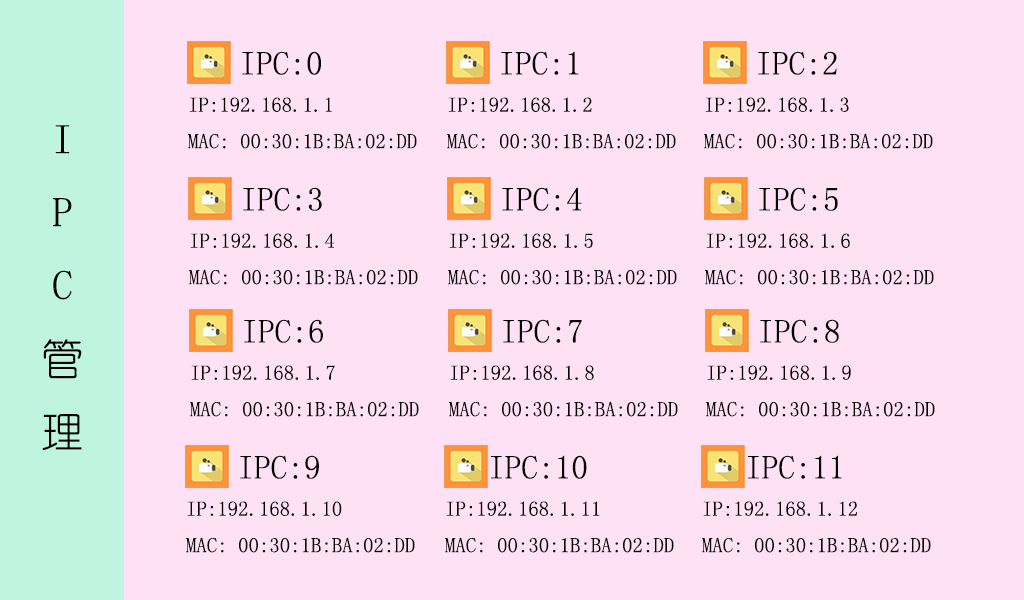 IPC管理
IPC:0
IP:192.168.1.1
MAC: 00:30:1B:BA:02:DD
IPC:1
IP:192.168.1.2
MAC: 00:30:1B:BA:02:DD
IPC:2
IP:192.168.1.3
MAC: 00:30:1B:BA:02:DD
IPC:3
IP:192.168.1.4
MAC: 00:30:1B:BA:02:DD
IPC:4
IP:192.168.1.5
MAC: 00:30:1B:BA:02:DD
IPC:5
IP:192.168.1.6
MAC: 00:30:1B:BA:02:DD
IPC:6
IP:192.168.1.7
MAC: 00:30:1B:BA:02:DD
IPC:7
IP:192.168.1.8
MAC: 00:30:1B:BA:02:DD
IPC:8
IP:192.168.1.9
MAC: 00:30:1B:BA:02:DD
IPC:9
IP:192.168.1.10
MAC: 00:30:1B:BA:02:DD
IPC:10
IP:192.168.1.11
MAC: 00:30:1B:BA:02:DD
IPC:11
IP:192.168.1.12
MAC: 00:30:1B:BA:02:DD